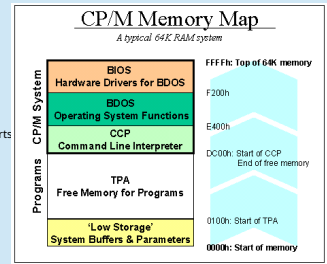 CP/M Memory Map
A typical 64K RAM system
CP/M System
BIOS
Hardware Drivers for BDOS
BDOS
Operating System Functions
CCP
Command Line Interpreter
Programs
TPA
Free Memory for Programs
'Low Storage'
System Buffers & Parameters
FFFFh: Top of 64K memory
F200h
E400h
DC00h: Start of CCP
End of free memory
0100h: Start of TPA
0000h: Start of memory
rts